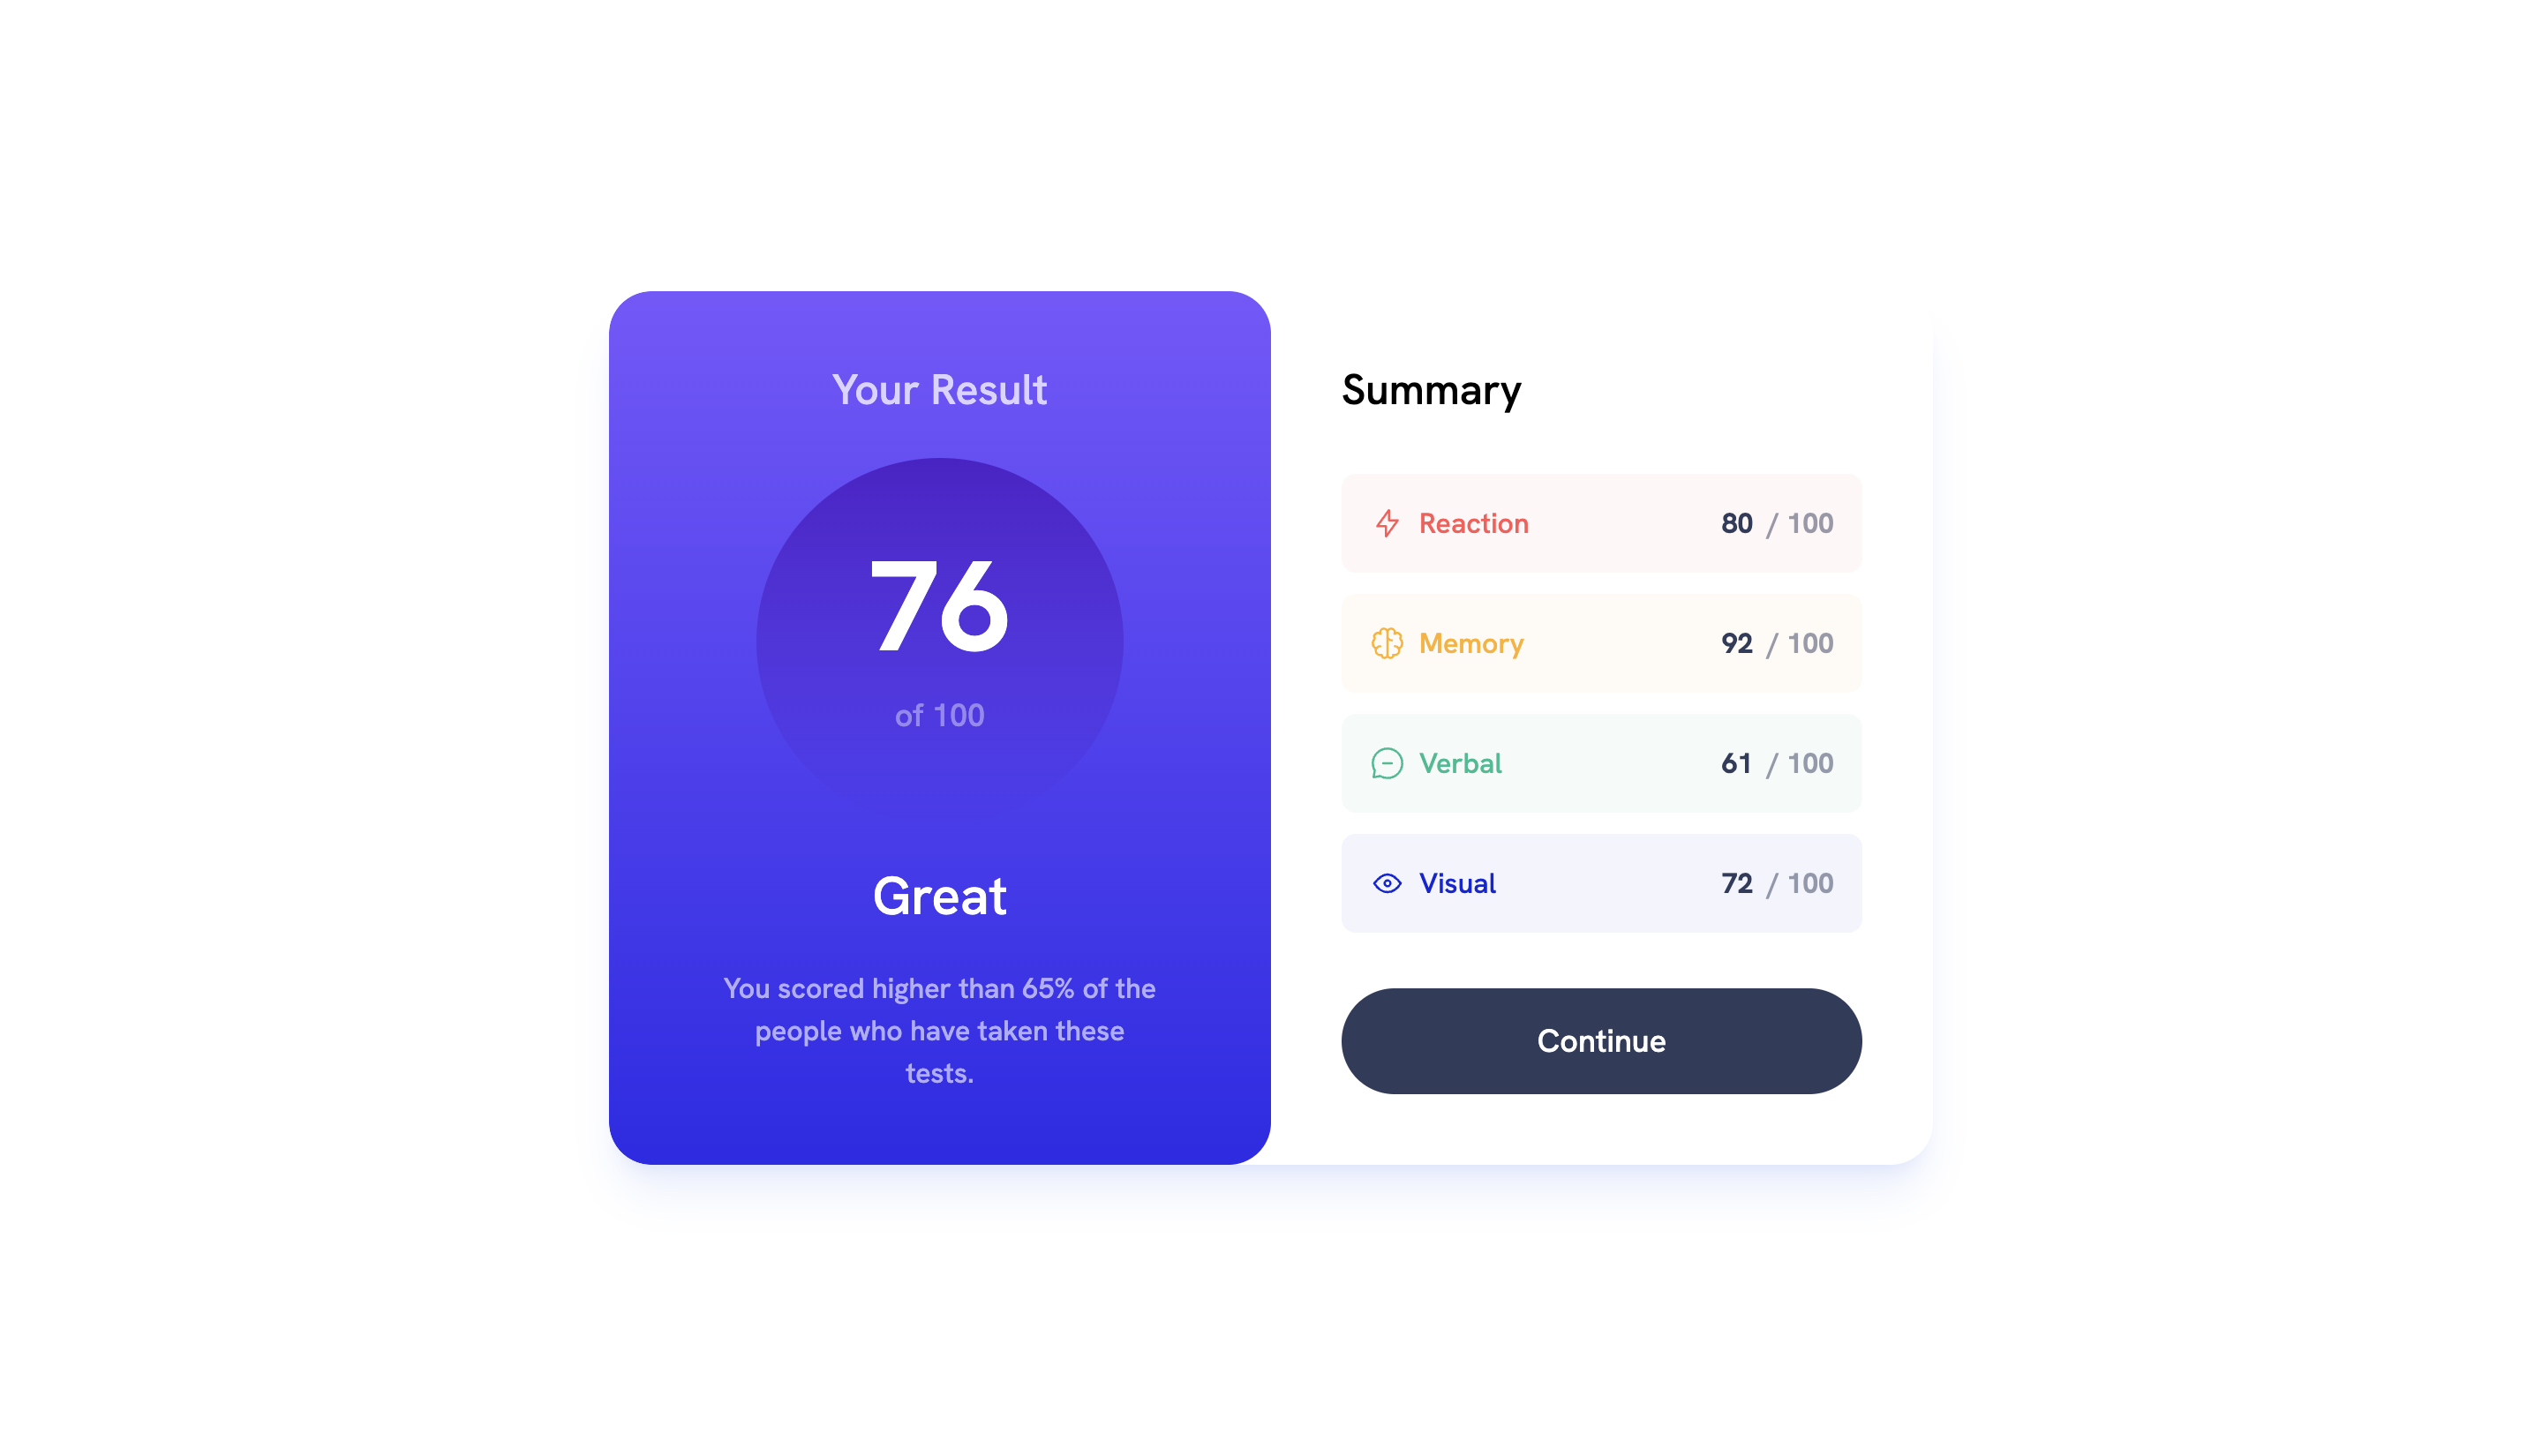 Your Result
76
of 100
Great
You scored higher than 65% of the
people who have taken these
tests.
Summary
Reaction 80 / 100
Memory 92 / 100
Verbal 61 / 100
Visual 72 / 100
Continue